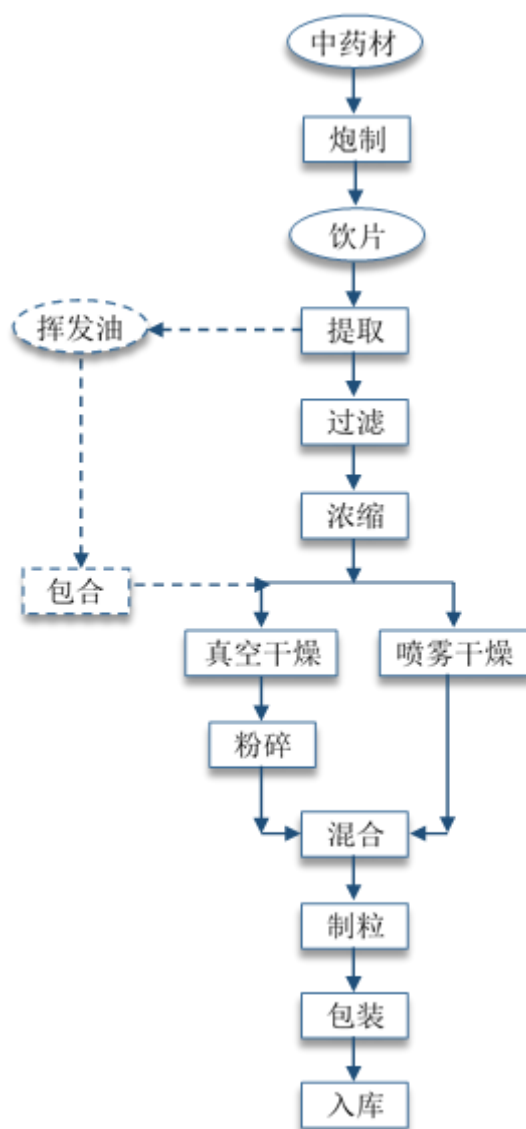 中药材
炮制
饮片
挥发油
提取
过滤
浓缩
包合
真空干燥
喷雾干燥
粉碎
混合
制粒
包装
入库